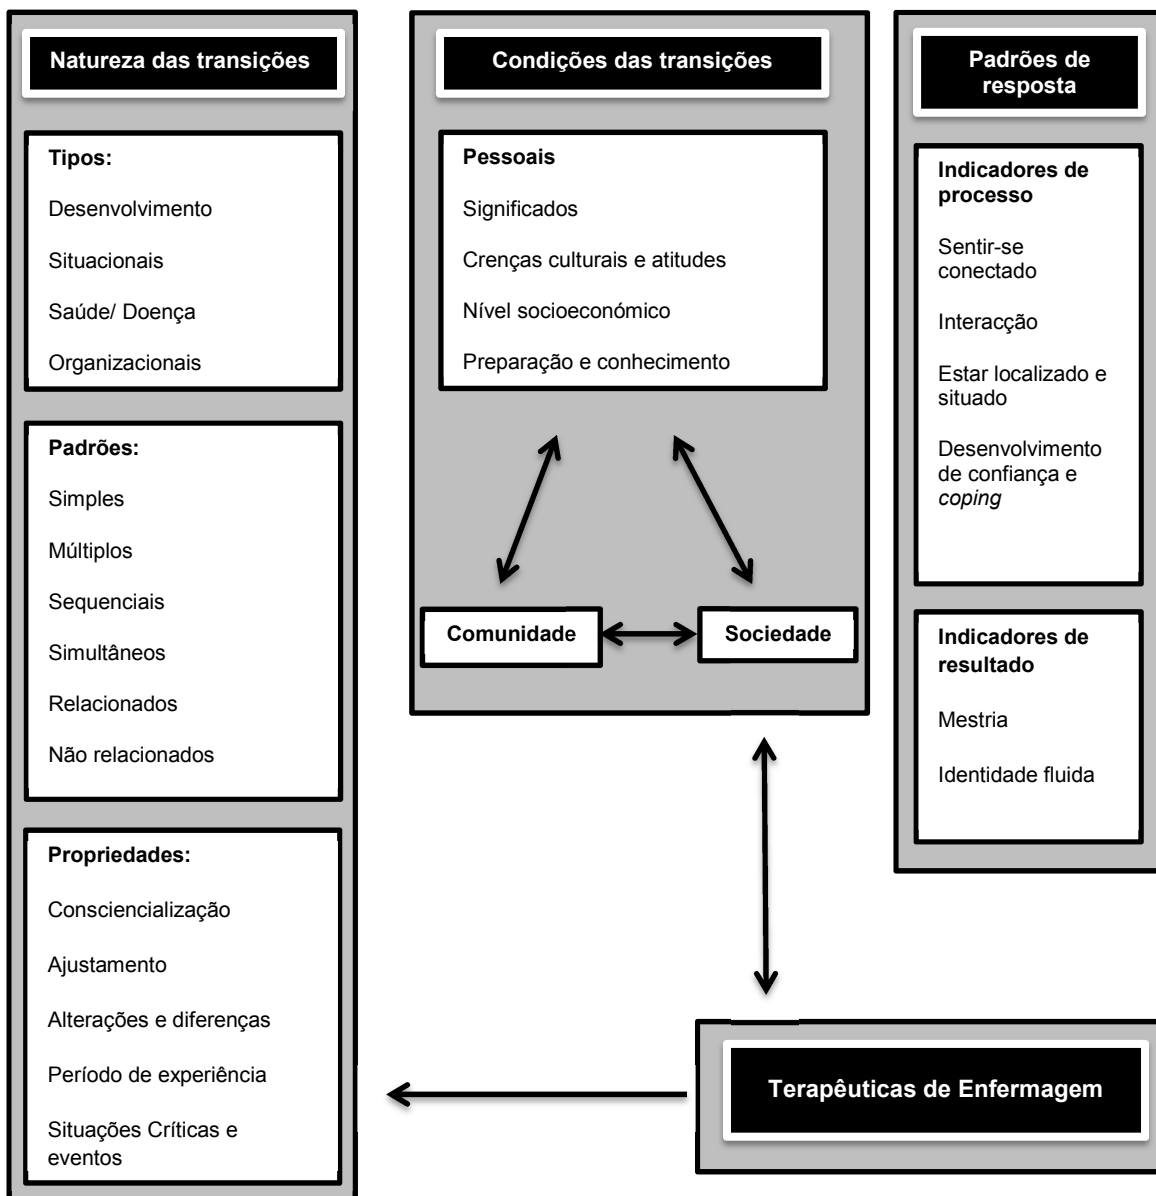 Natureza das transições
Tipos:
Desenvolvimento
Situacionais
Saúde/ Doença
Organizacionais
Padrões:
Simples
Múltiplos
Sequenciais
Simultâneos
Relacionados
Não relacionados
Propriedades:
Consciencialização
Ajustamento
Alterações e diferenças
Período de experiência
Situações Críticas e
eventos
Condições das transições
Pessoais
Significados
Crenças culturais e atitudes
Nível socioeconómico
Preparação e conhecimento
Comunidade
Sociedade
Padrões de
resposta
Indicadores de
processo
Sentir-se
conectado
Interacção
Estar localizado e
situado
Desenvolvimento
de confiança e
coping
Indicadores de
resultado
Mestria
Identidade fluida
Terapêuticas de Enfermagem